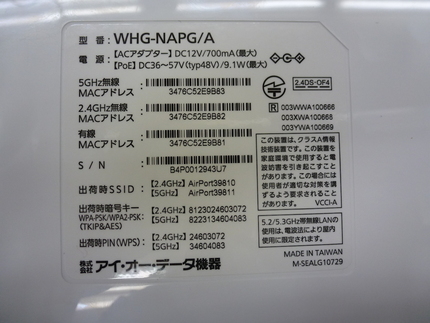 型番： WHG-NAPG/A
電源： 【ACアダプター】DC12V/700mA（最大）
【PoE】DC36～57V(typ48V)/9.1W（最大）
5GHz無線
MACアドレス ： 3476C52E9B83
2.4GHz無線
MACアドレス ： 3476C52E9B82
有線
MACアドレス ： 3476C52E9B81
S / N ： B4P0012943U7
出荷時SSID： 【2.4GHz】AirPort39810
【5GHz】 AirPort39811
出荷時暗号キー
WPA-PSK/WPA2-PSK：
(TKIP&AES)
【2.4GHz】8123024603072
【5GHz】 8223134604083
出荷時PIN(WPS)： 【2.4GHz】24603072
【5GHz】 34604083
株式会社 アイ・オー・データ機器
2.4DS-OF4
R 003WWA100666
003XWA100668
003YWA100669
この装置は、クラスA情報
技術装置です。この装置を
家庭環境で使用すると電
波妨害を引き起こすことが
あります。この場合には使
用者が適切な対策を講ず
るよう要求されることが
あります。 VCCI-A
5.2/5.3GHz帯無線LANの
使用は、電波法により屋内
使用に限定されます。
MADE IN TAIWAN
M-SEALG10729